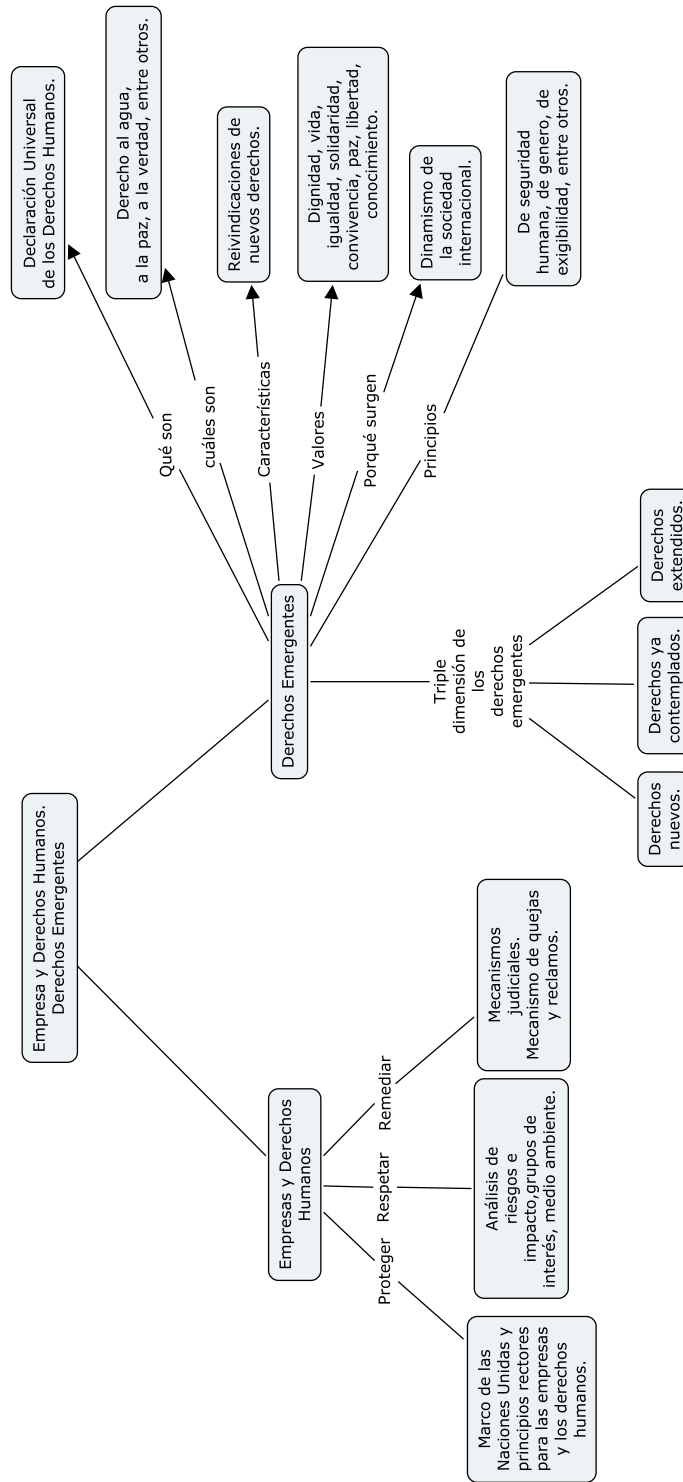 Empresa y Derechos Humanos.
Derechos Emergentes
Empresas y Derechos
Humanos
Proteger
Respetar
Remediar
Marco de las
Naciones Unidas y
principios rectores
para las empresas
y los derechos
humanos.
Análisis de
riesgos e
impacto,grupos de
interés, medio ambiente.
Mecanismos
judiciales.
Mecanismo de quejas
y reclamos.
Derechos Emergentes
Qué son
cuáles son
Características
Valores
Porqué surgen
Principios
Declaración Universal
de los Derechos Humanos.
Derecho al agua,
a la paz, a la verdad, entre otros.
Reivindicaciones de
nuevos derechos.
Dignidad, vida,
igualdad, solidaridad,
convivencia, paz, libertad,
conocimiento.
Dinamismo de
la sociedad
internacional.
De seguridad
humana, de genero, de
exigibilidad, entre otros.
Triple
dimensión de
los
derechos
emergentes
Derechos
nuevos.
Derechos ya
contemplados.
Derechos
extendidos.